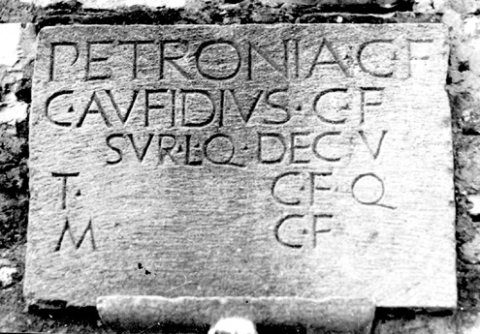 PETRONIA·C·F
C·AVFIDIVS·C·F
SVR·L·Q·DEC·V
T· C·F·Q
M C·F